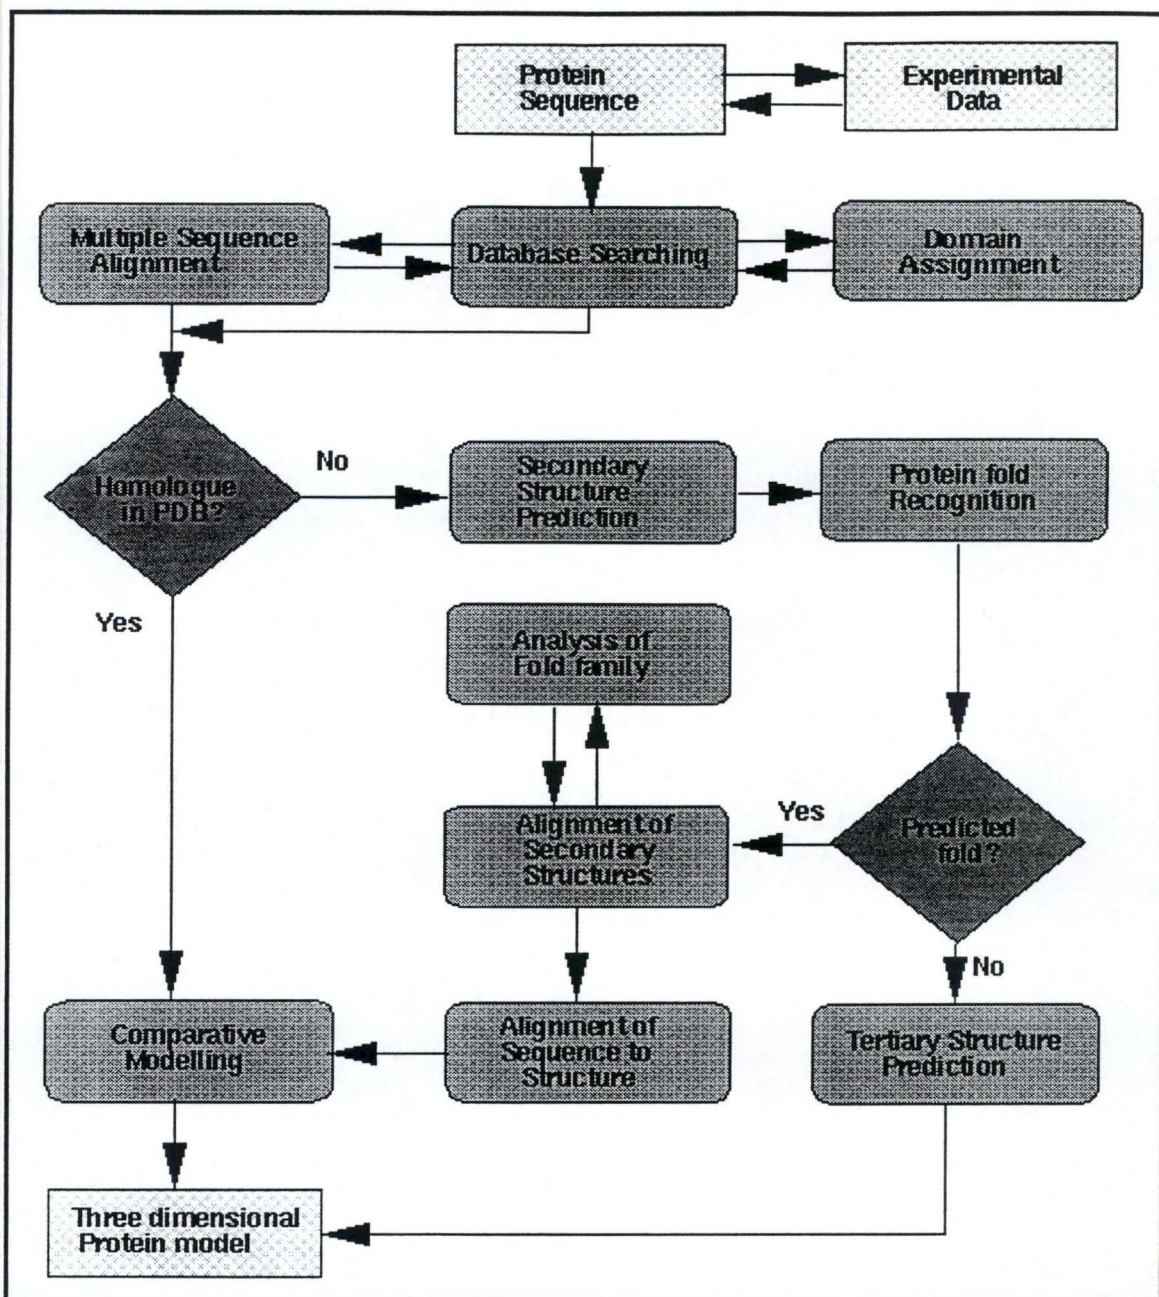 Protein
Sequence
Experimental
Data
Multiple Sequence
Alignment
Database Searching
Domain
Assignment
Homologue
in PDB?
No
Secondary
Structure
Prediction
Protein fold
Recognition
Yes
Analysis of
Fold family
Alignment of
Secondary
Structures
Yes
Predicted
fold?
No
Comparative
Modelling
Alignment of
Sequence to
Structure
Tertiary Structure
Prediction
Three dimensional
Protein model